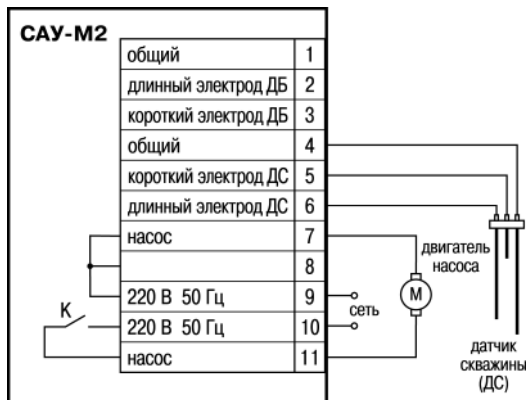 САУ-М2
общий 1
длинный электрод ДБ 2
короткий электрод ДБ 3
общий 4
короткий электрод ДС 5
длинный электрод ДС 6
насос 7
8
220 В 50 Гц 9
220 В 50 Гц 10
насос 11
К
сеть
двигатель
насоса
М
датчик
скважины
(ДС)